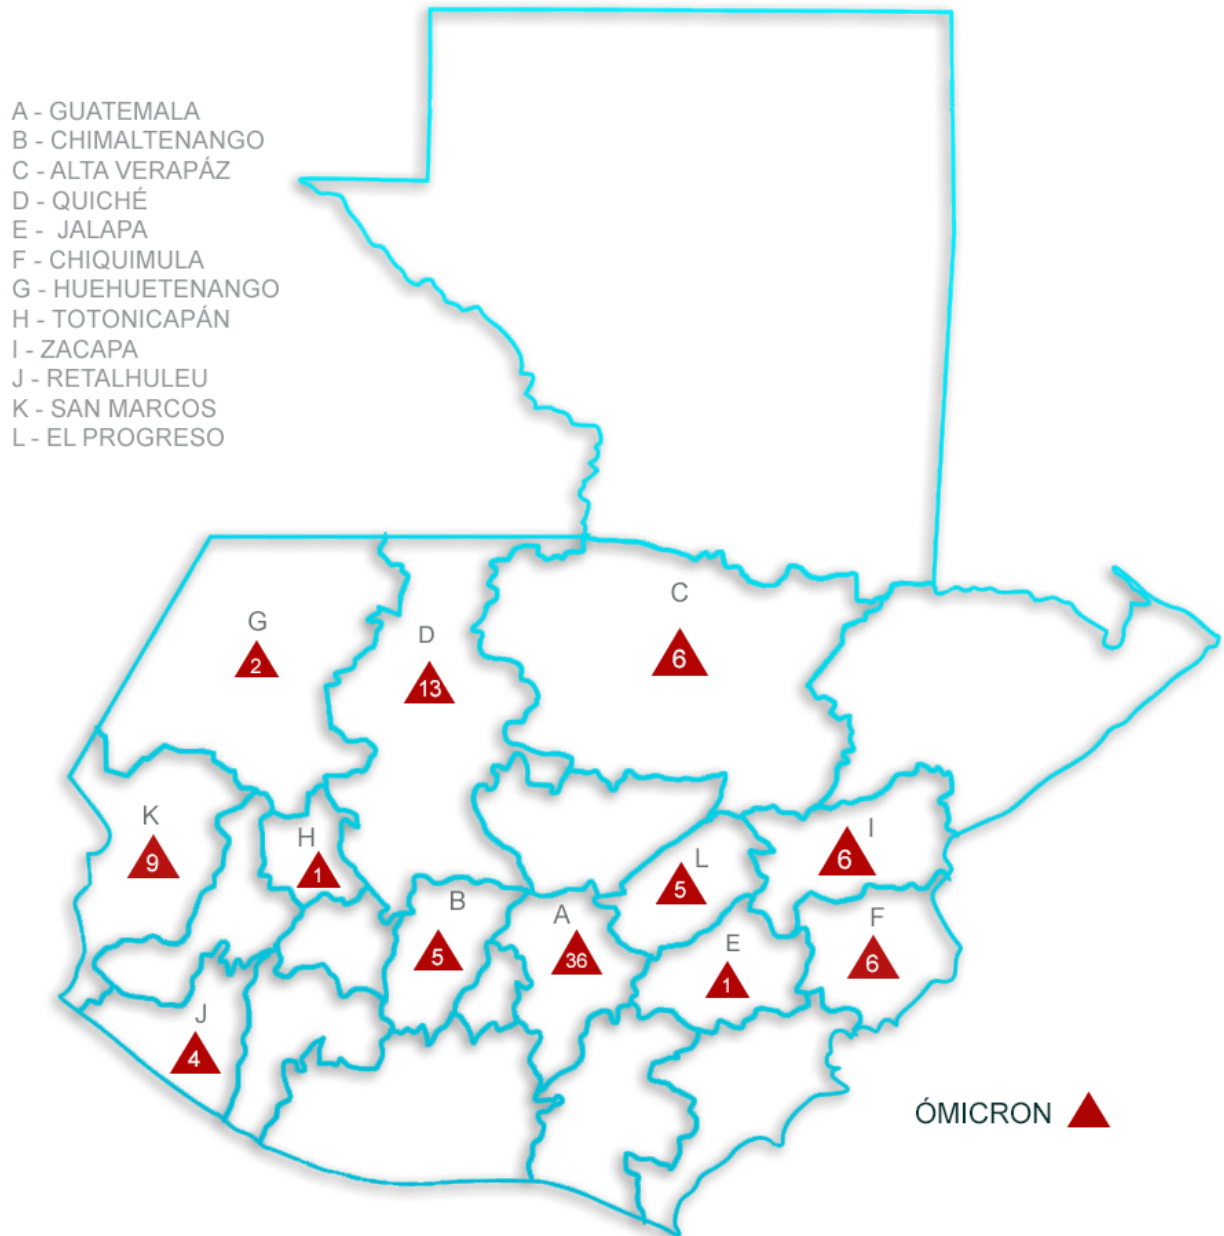 A - GUATEMALA
B - CHIMALTENANGO
C - ALTA VERAPÁZ
D - QUICHÉ
E - JALAPA
F - CHIQUIMULA
G - HUEHUETENANGO
H - TOTONICAPÁN
I - ZACAPA
J - RETALHULEU
K - SAN MARCOS
L - EL PROGRESO
C
6
G
2
D
13
K
9
H
1
I
6
L
5
B
5
A
36
F
6
E
1
J
4
ÓMICRON